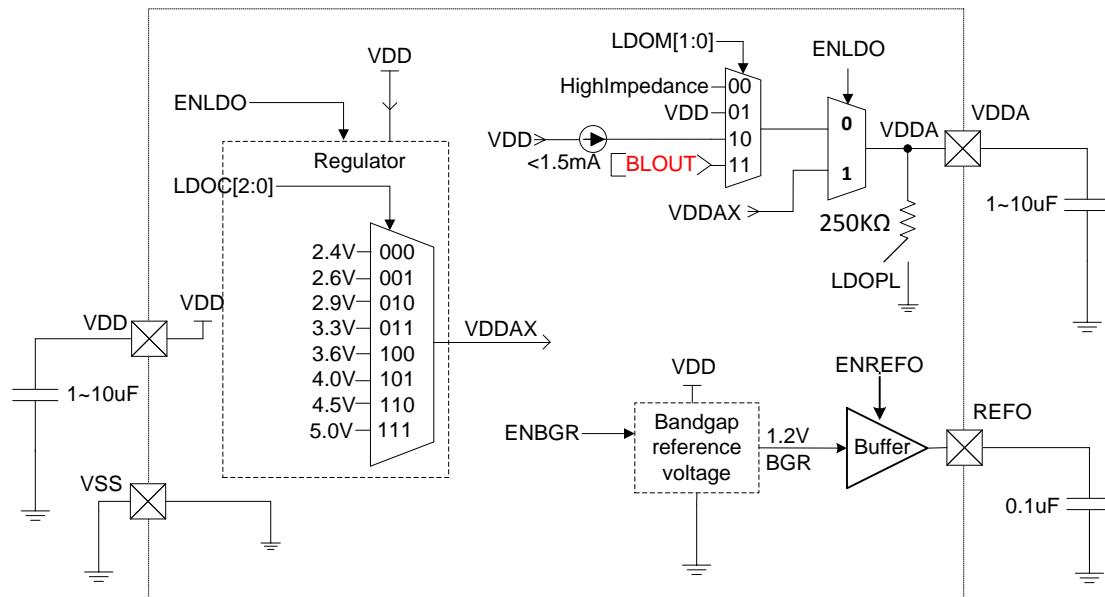 LDOM[1:0]
ENLDO
VDD
HighImpedance
00
VDD
01
ENLDO
VDD
10
<1.5mA
BLOUT
11
0
1
VDDA
VDDA
Regulator
LDOC[2:0]
VDDAX
250KΩ
1~10uF
LDOPL
2.4V
000
2.6V
001
2.9V
010
3.3V
011
3.6V
100
4.0V
101
4.5V
110
5.0V
111
VDD
VDD
VDDAX
1~10uF
VDD
ENREFO
ENBGR
Bandgap
reference
voltage
1.2V
BGR
Buffer
REFO
VSS
0.1uF